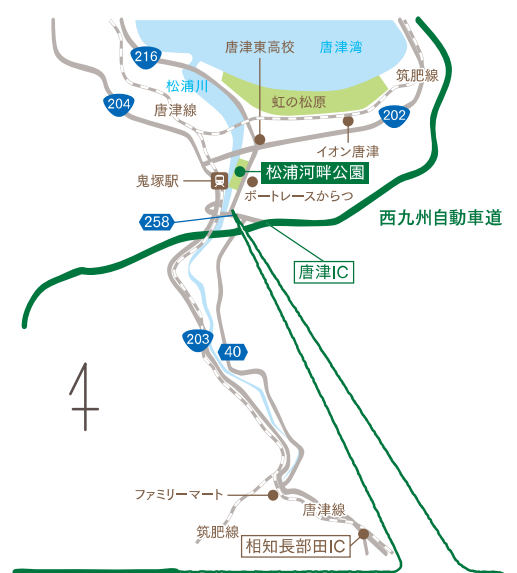 216
唐津東高校
唐津湾
松浦川
筑肥線
204
唐津線
虹の松原
202
イオン唐津
鬼塚駅
松浦河畔公園
ボートレースからつ
258
西九州自動車道
唐津IC
203
40
ファミリーマート
唐津線
筑肥線
相知長部田IC